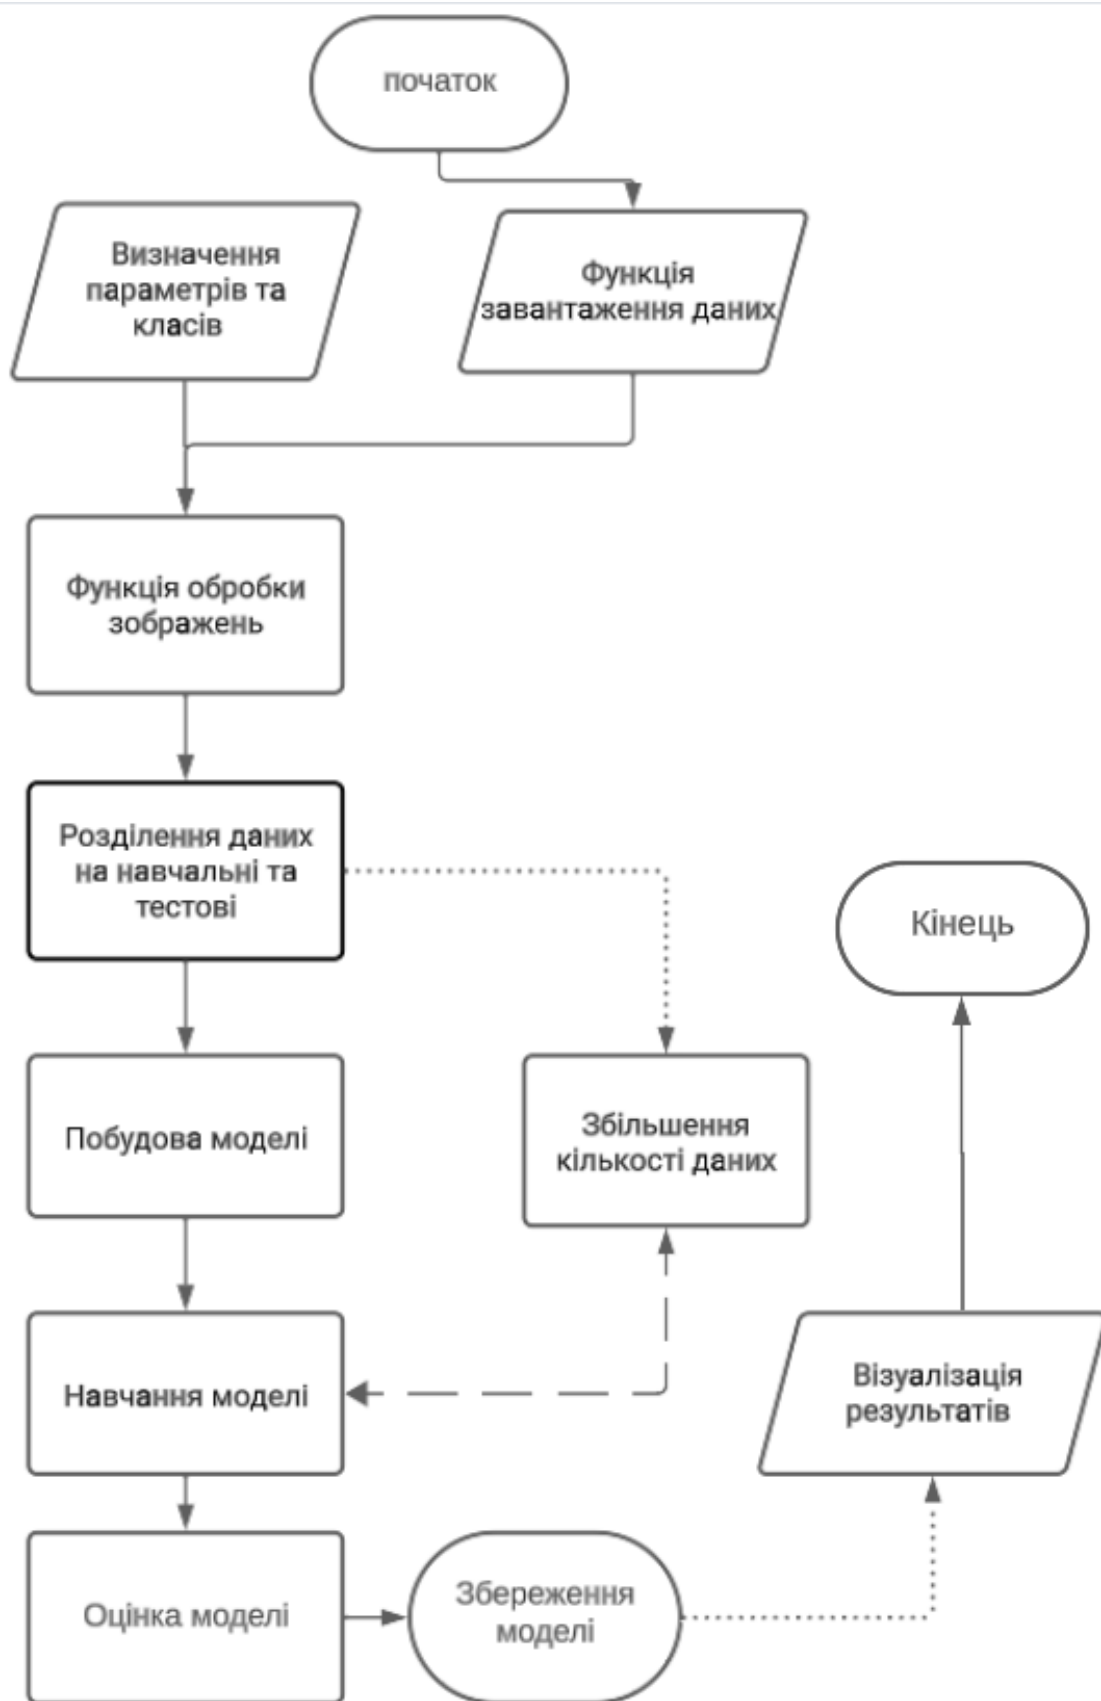 початок
Визначення
параметрів та
класів
Функція
завантаження даних
Функція обробки
зображень
Розділення даних
на навчальні та
тестові
Кінець
Побудова моделі
Збільшення
кількості даних
Навчання моделі
Візуалізація
результатів
Оцінка моделі
Збереження
моделі